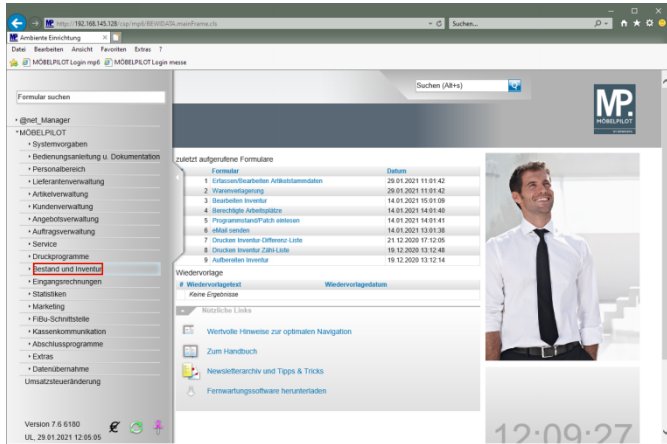 http://192.168.145.128/csp/mp6/BEWIDATA.mainFrame.cls
Suchen...
Ambiente Einrichtung
Datei Bearbeiten Ansicht Favoriten Extras ?
MÖBELPILOT Login mp6 MÖBELPILOT Login messe
Suchen (Alt+s)
Formular suchen
MP.
MÖBELPILOT
@net_Manager
MÖBELPILOT
Systemvorgaben
Bedienungsanleitung u. Dokumentation
Personalbereich
Lieferantenverwaltung
Artikelverwaltung
Kundenverwaltung
Angebotsverwaltung
Auftragsverwaltung
Service
Druckprogramme
Bestand und Inventur
Eingangsrechnungen
Statistiken
Marketing
FiBu-Schnittstelle
Kassenkommunikation
Abschlussprogramme
Extras
Datenübernahme
Umsatzsteueränderung
Version 7.6 6180
UL, 29.01.2021 12:05:05
zuletzt aufgerufene Formulare
Formular Datum
1 Erfassen/Bearbeiten Artikelstammdaten 29.01.2021 11:01:42
2 Warenverlagerung 29.01.2021 11:01:42
3 Bearbeiten Inventur 14.01.2021 15:01:09
4 Berechtigte Arbeitsplätze 14.01.2021 14:01:48
5 Programmstand/Patch einlesen 14.01.2021 14:01:41
6 eMail senden 14.01.2021 13:01:38
7 Drucken Inventur-Differenz-Liste 21.12.2020 17:12:05
8 Drucken Inventur Zähl-Liste 19.12.2020 13:12:48
9 Aufbereiten Inventur 19.12.2020 13:12:14
Wiedervorlage
# Wiedervorlagetext Wiedervorlagedatum
Keine Ergebnisse
Nützliche Links
Wertvolle Hinweise zur optimalen Navigation
Zum Handbuch
Newsletterarchiv und Tipps & Tricks
Fernwartungssoftware herunterladen
12:09:27